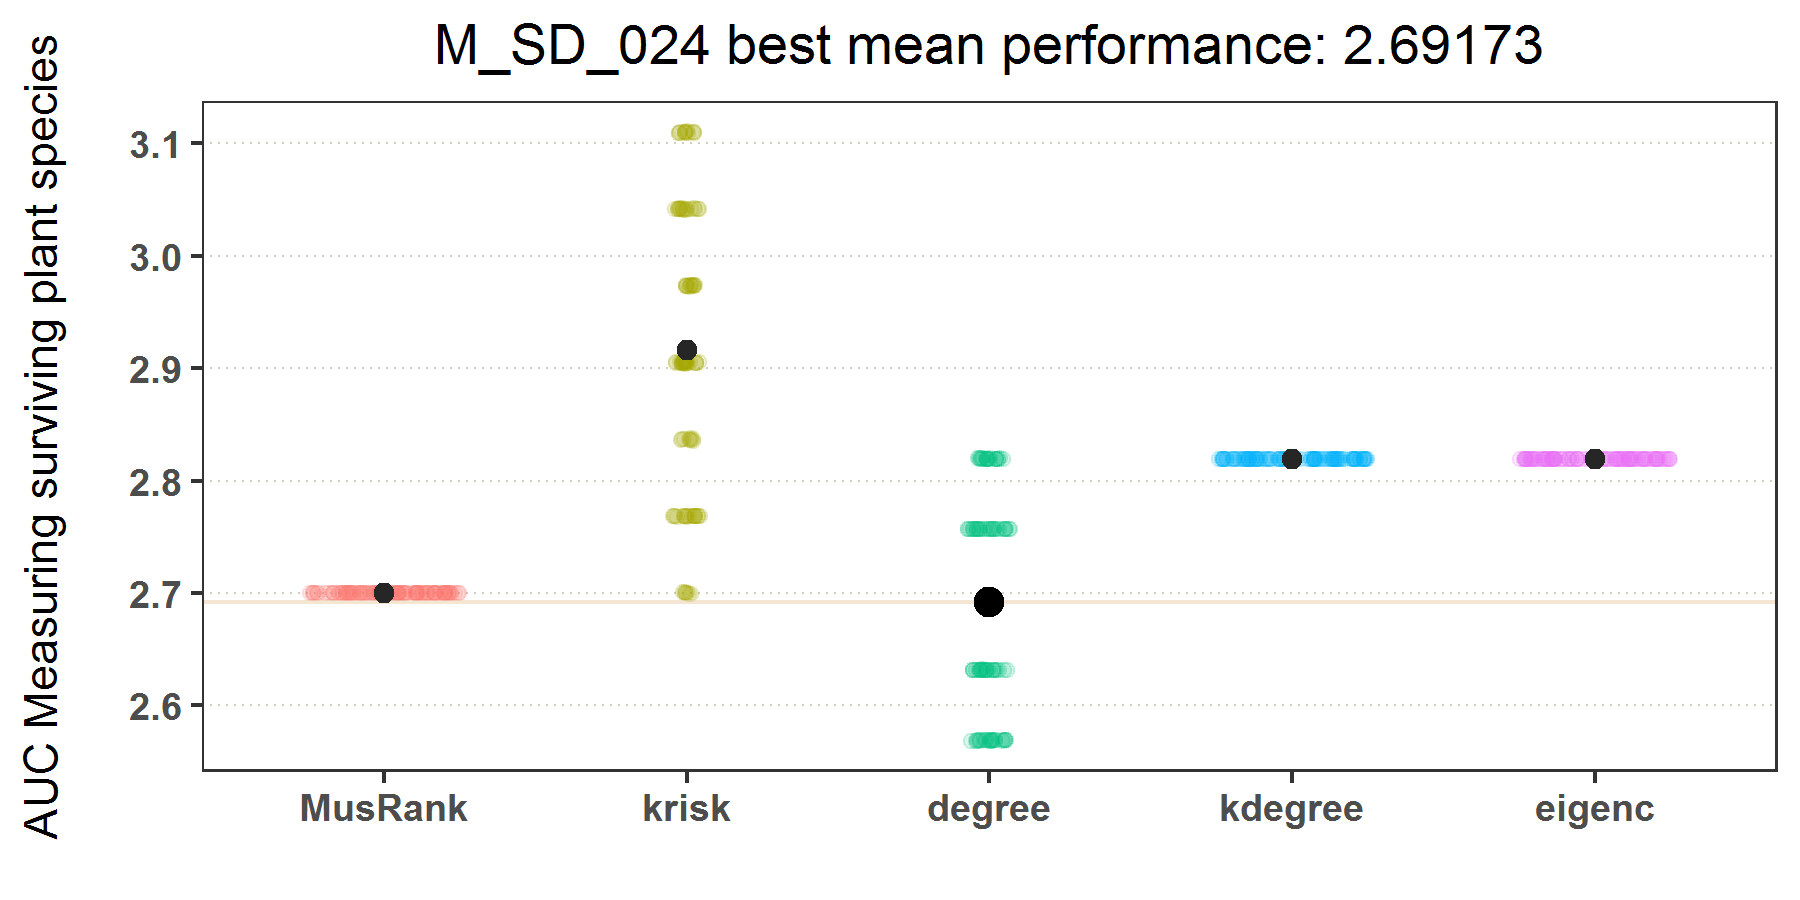 M_SD_024 best mean performance: 2.69173
AUC Measuring surviving plant species
3.1
3.0
2.9
2.8
2.7
2.6
MusRank krisk degree kdegree eigenc